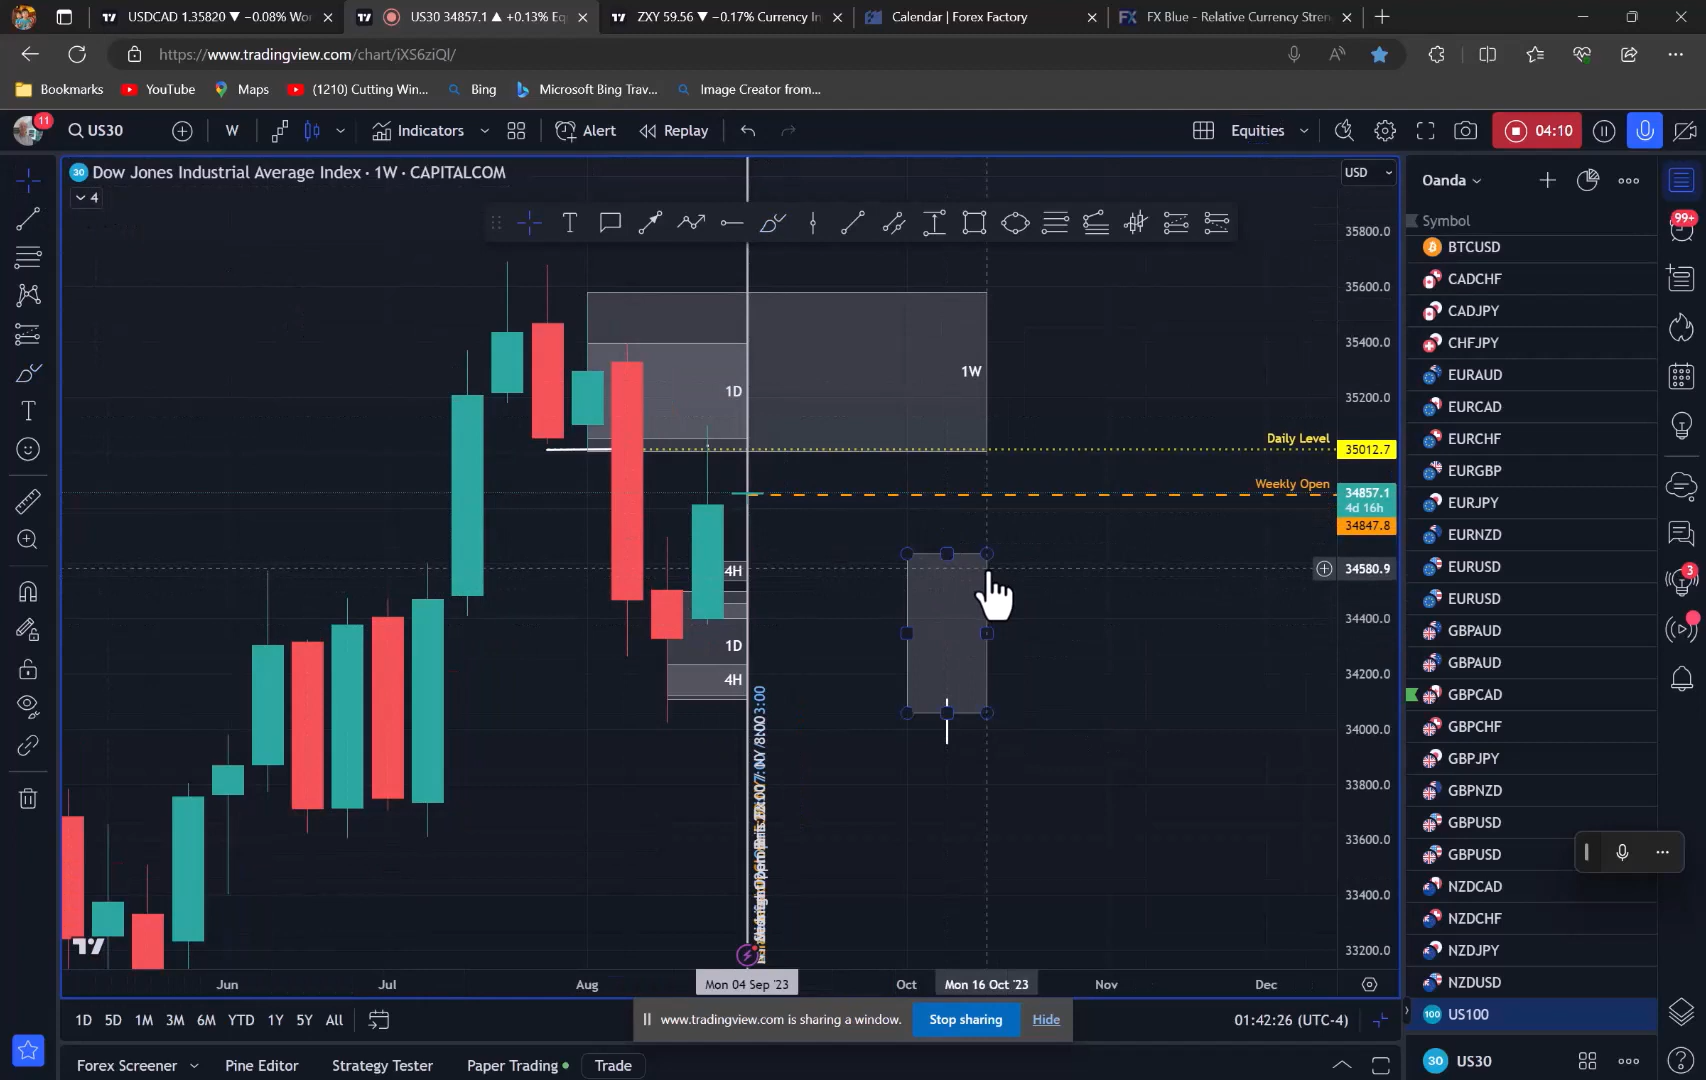 USDCAD 1.35820 ▼ −0.08% Wo
US30 34857.1 ▲ +0.13% Eq
ZXY 59.56 ▼ −0.17% Currency In
Calendar | Forex Factory
FX Blue - Relative Currency Stren
https://www.tradingview.com/chart/iXS6ziQl/
Bookmarks
YouTube
Maps
(1210) Cutting Win...
Bing
Microsoft Bing Trav...
Image Creator from...
11
US30
W
Indicators
Alert
Replay
Equities
04:10
30
Dow Jones Industrial Average Index · 1W · CAPITALCOM
4
USD
Oanda
Symbol
99+
BTCUSD
CADCHF
CADJPY
CHFJPY
EURAUD
EURCAD
EURCHF
EURGBP
EURJPY
EURNZD
EURUSD
EURUSD
GBPAUD
GBPAUD
GBPCAD
GBPCHF
GBPJPY
GBPNZD
GBPUSD
GBPUSD
NZDCAD
NZDCHF
NZDJPY
NZDUSD
100
US100
30
US30
3
35800.0
35600.0
35400.0
35200.0
35012.7
34857.1
4d 16h
34847.8
34580.9
34400.0
34200.0
34000.0
33800.0
33600.0
33400.0
33200.0
1W
1D
Daily Level
Weekly Open
4H
1D
4H
3:00
Jun
Jul
Aug
Mon 04 Sep '23
Oct
Mon 16 Oct '23
Nov
Dec
1D
5D
1M
3M
6M
YTD
1Y
5Y
All
www.tradingview.com is sharing a window.
Stop sharing
Hide
01:42:26 (UTC-4)
Forex Screener
Pine Editor
Strategy Tester
Paper Trading
Trade